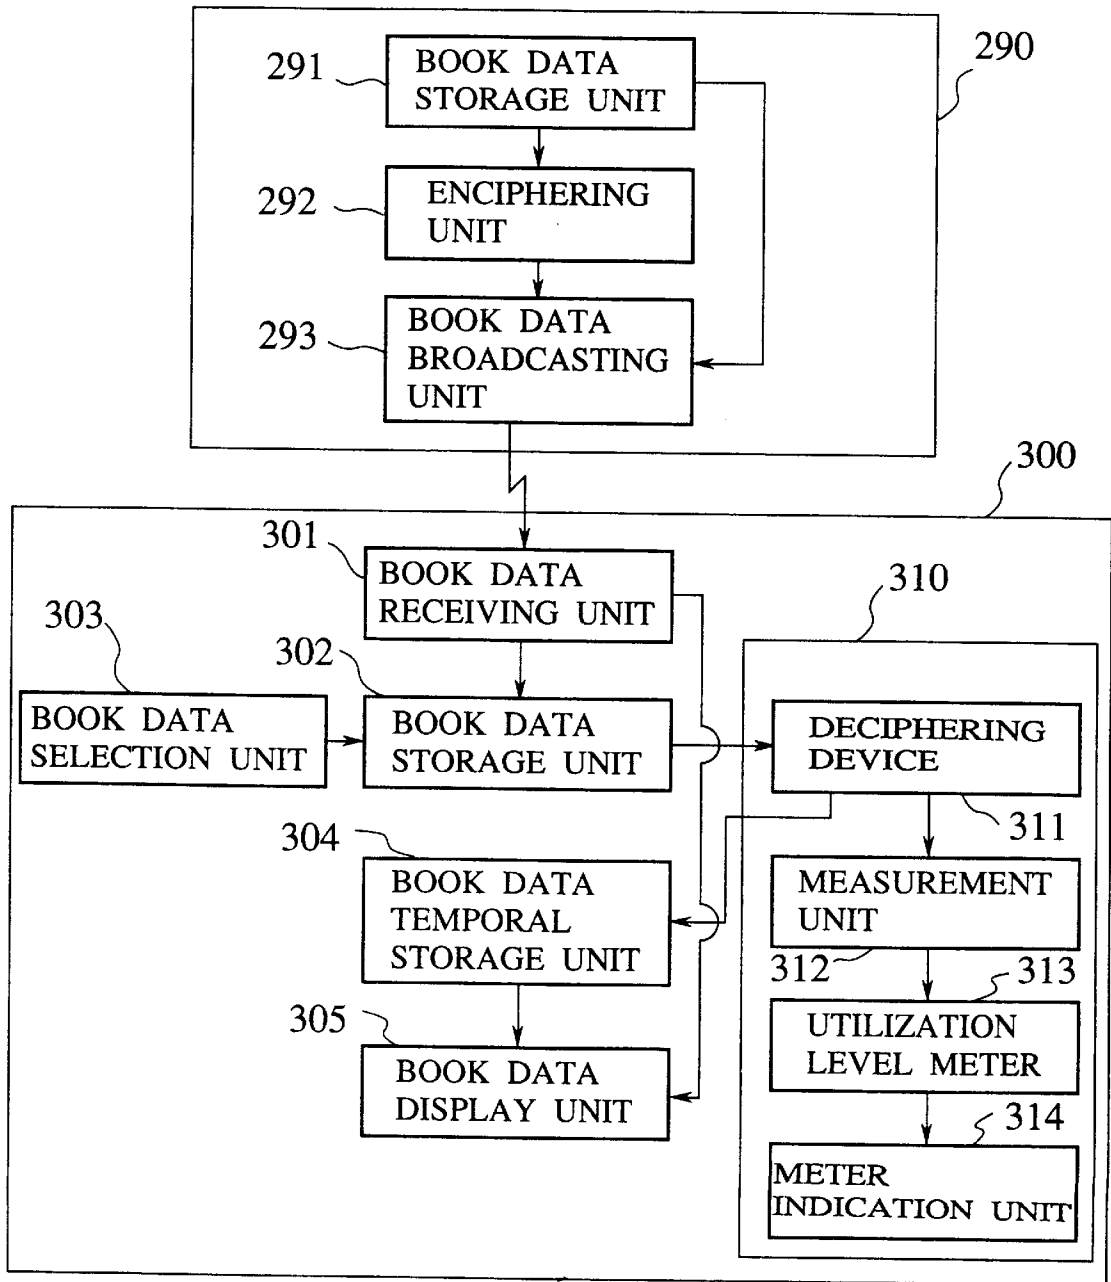 290
291
BOOK DATA
STORAGE UNIT
292
ENCIPHERING
UNIT
293
BOOK DATA
BROADCASTING
UNIT
300
301
BOOK DATA
RECEIVING UNIT
310
303
302
BOOK DATA
SELECTION UNIT
BOOK DATA
STORAGE UNIT
DECIPHERING
DEVICE
311
304
BOOK DATA
TEMPORAL
STORAGE UNIT
MEASUREMENT
UNIT
312
313
305
BOOK DATA
DISPLAY UNIT
UTILIZATION
LEVEL METER
314
METER
INDICATION UNIT